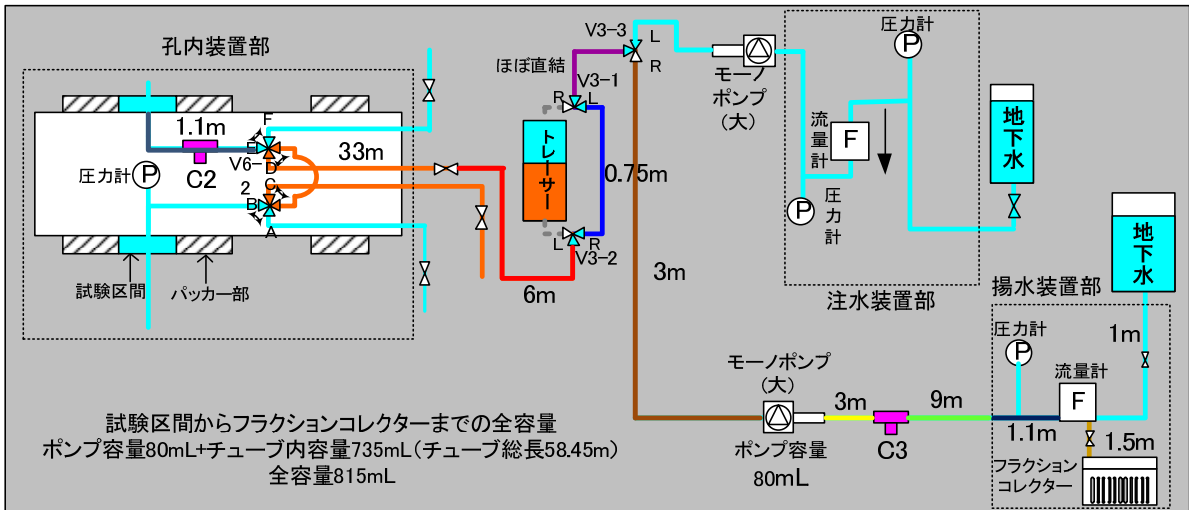 孔内装置部
1.1m
C2
圧力計
P
F
E
V6-
D
C
2
B
A
33m
試験区間
パッカー部
6m
ほぼ直結
V3-1
R
L
トレーサー
0.75m
L
R
V3-2
V3-3
L
R
3m
モーノ
ポンプ
(大)
圧力計
P
流量計
F
P
圧力計
地下水
注水装置部
地下水
揚水装置部
1m
圧力計
P
流量計
F
1.1m
1.5m
フラクション
コレクター
モーノポンプ
(大)
3m
9m
C3
ポンプ容量
80mL
試験区間からフラクションコレクターまでの全容量
ポンプ容量80mL+チューブ内容量735mL(チューブ総長58.45m)
全容量815mL